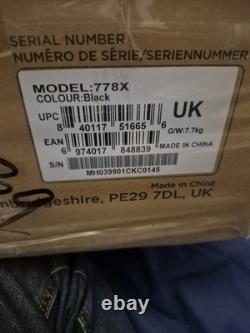 SERIAL NUMBER
NUMÉRO DE SÉRIE/SERIENNUMMER
MODEL:778X
COLOUR:Black
UK
UPC 8 40117 51665 6
G/W:7.7kg
EAN 6 974017 848839
MADE IN CHINA
S/N
MH039901CKC0145
Made in China
mbridgeshire, PE29 7DL, UK